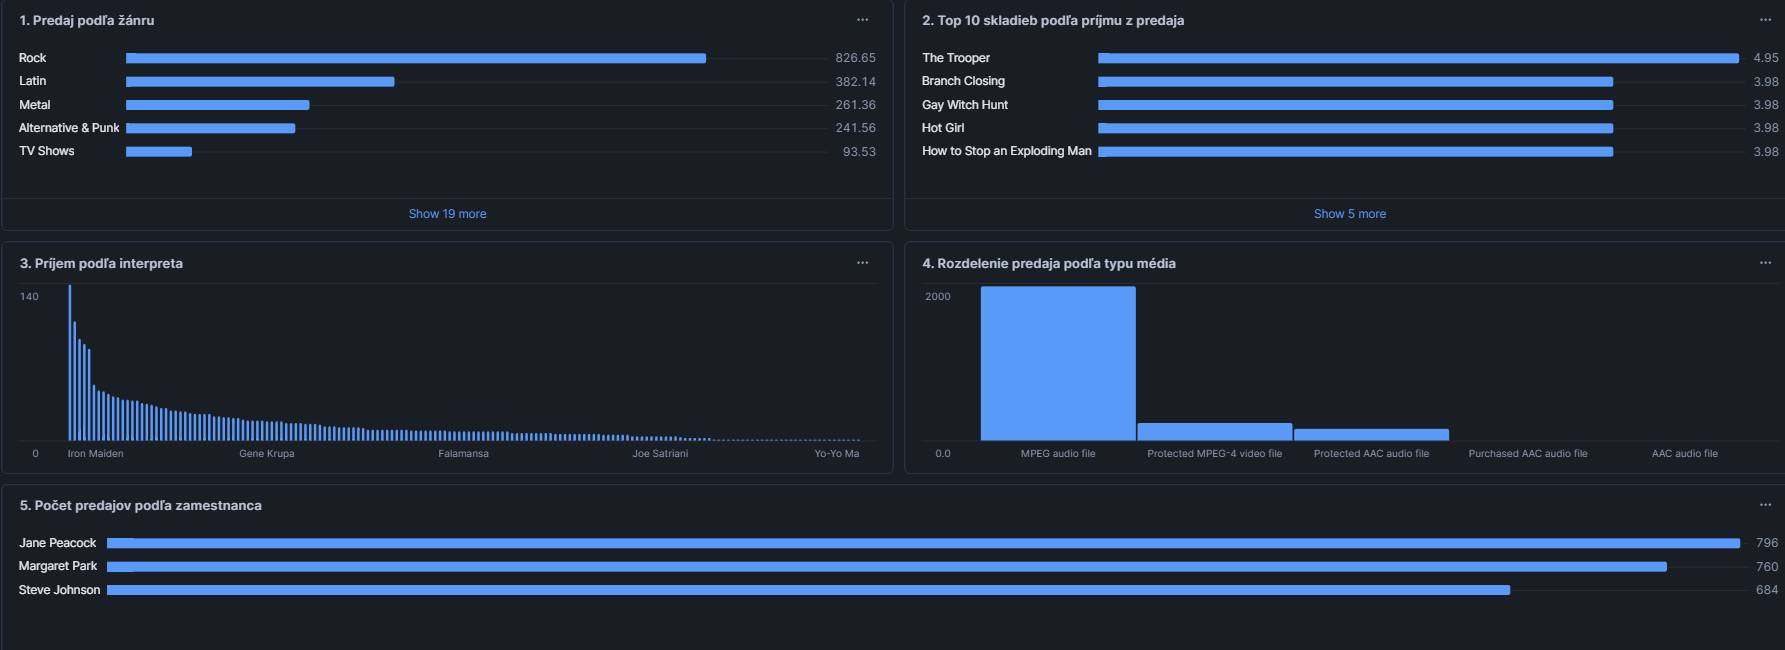 1. Predaj podľa žánru
Rock 826.65
Latin 382.14
Metal 261.36
Alternative & Punk 241.56
TV Shows 93.53
Show 19 more
2. Top 10 skladieb podľa príjmu z predaja
The Trooper 4.95
Branch Closing 3.98
Gay Witch Hunt 3.98
Hot Girl 3.98
How to Stop an Exploding Man 3.98
Show 5 more
3. Príjem podľa interpreta
140
0 Iron Maiden Gene Krupa Falamansa Joe Satriani Yo-Yo Ma
4. Rozdelenie predaja podľa typu média
2000
0.0 MPEG audio file Protected MPEG-4 video file Protected AAC audio file Purchased AAC audio file AAC audio file
5. Počet predajov podľa zamestnanca
Jane Peacock 796
Margaret Park 760
Steve Johnson 684